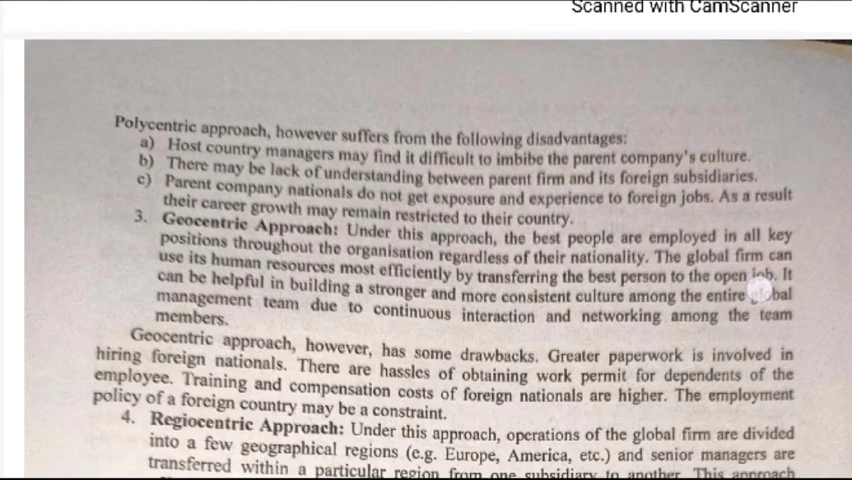 Scanned with CamScanner
Polycentric approach, however suffers from the following disadvantages:
a) Host country managers may find it difficult to imbibe the parent company's culture.
b) There may be lack of understanding between parent firm and its foreign subsidiaries.
c) Parent company nationals do not get exposure and experience to foreign jobs. As a result
their career growth may remain restricted to their country.
3. Geocentric Approach: Under this approach, the best people are employed in all key
positions throughout the organisation regardless of their nationality. The global firm can
use its human resources most efficiently by transferring the best person to the open job. It
can be helpful in building a stronger and more consistent culture among the entire global
management team due to continuous interaction and networking among the team
members.
Geocentric approach, however, has some drawbacks. Greater paperwork is involved in
hiring foreign nationals. There are hassles of obtaining work permit for dependents of the
employee. Training and compensation costs of foreign nationals are higher. The employment
policy of a foreign country may be a constraint.
4. Regiocentric Approach: Under this approach, operations of the global firm are divided
into a few geographical regions (e.g. Europe, America, etc.) and senior managers are
transferred within a particular region from one subsidiary to another. This approach